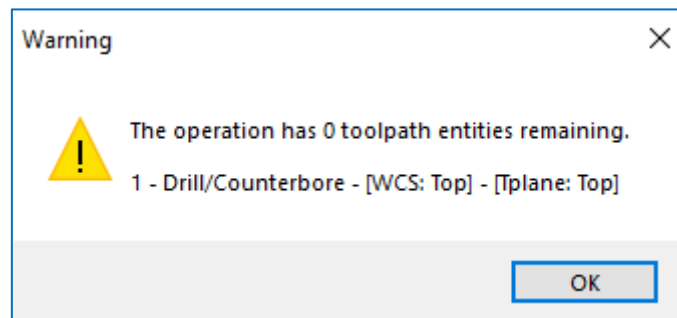 Warning
The operation has 0 toolpath entities remaining.
1 - Drill/Counterbore - [WCS: Top] - [Tplane: Top]
OK